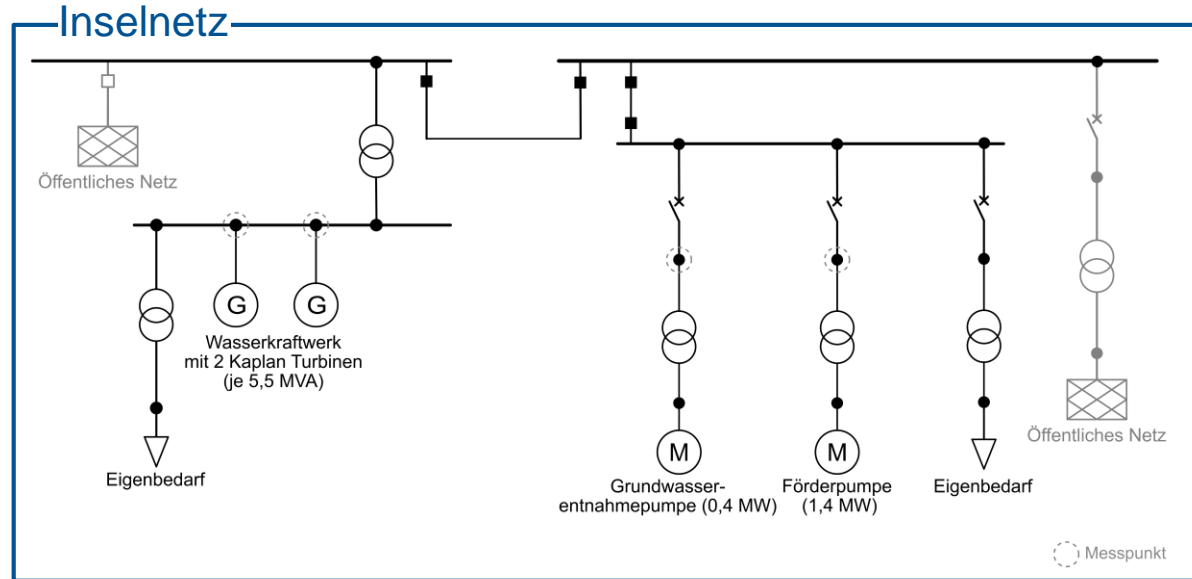 Inselnetz
Öffentliches Netz
G
G
Wasserkraftwerk
mit 2 Kaplan Turbinen
(je 5,5 MVA)
Eigenbedarf
M
M
Grundwasser-
entnahmepumpe (0,4 MW)
Förderpumpe
(1,4 MW)
Eigenbedarf
Öffentliches Netz
Messpunkt